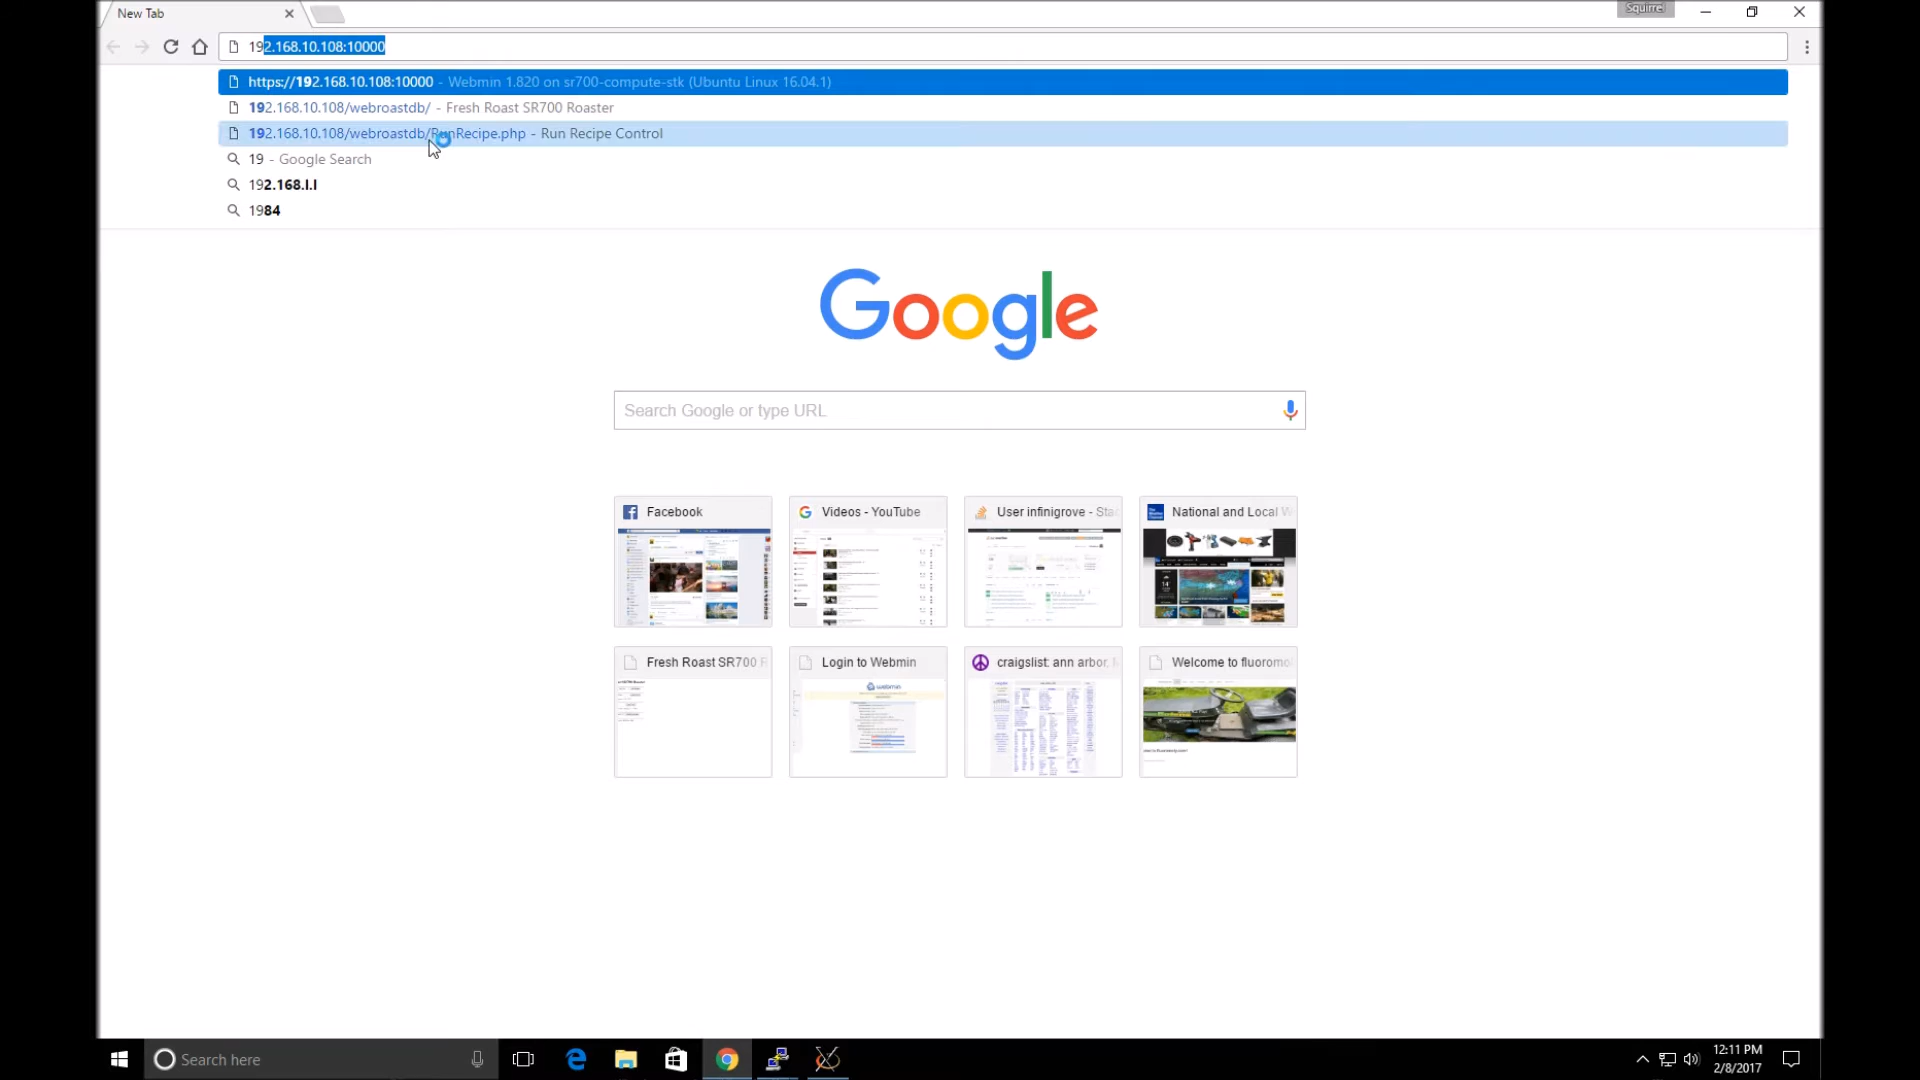 New Tab
Squirrel
192.168.10.108:10000
https://192.168.10.108:10000 - Webmin 1.820 on sr700-compute-stk (Ubuntu Linux 16.04.1)
192.168.10.108/webroastdb/ - Fresh Roast SR700 Roaster
192.168.10.108/webroastdb/RunRecipe.php - Run Recipe Control
19 - Google Search
192.168.l.l
1984
Google
Search Google or type URL
Facebook
Videos - YouTube
User infinigrove - Sta
National and Local W
Fresh Roast SR700 R
Login to Webmin
craigslist: ann arbor,
Welcome to fluoromo
webmin
Search here
12:11 PM
2/8/2017